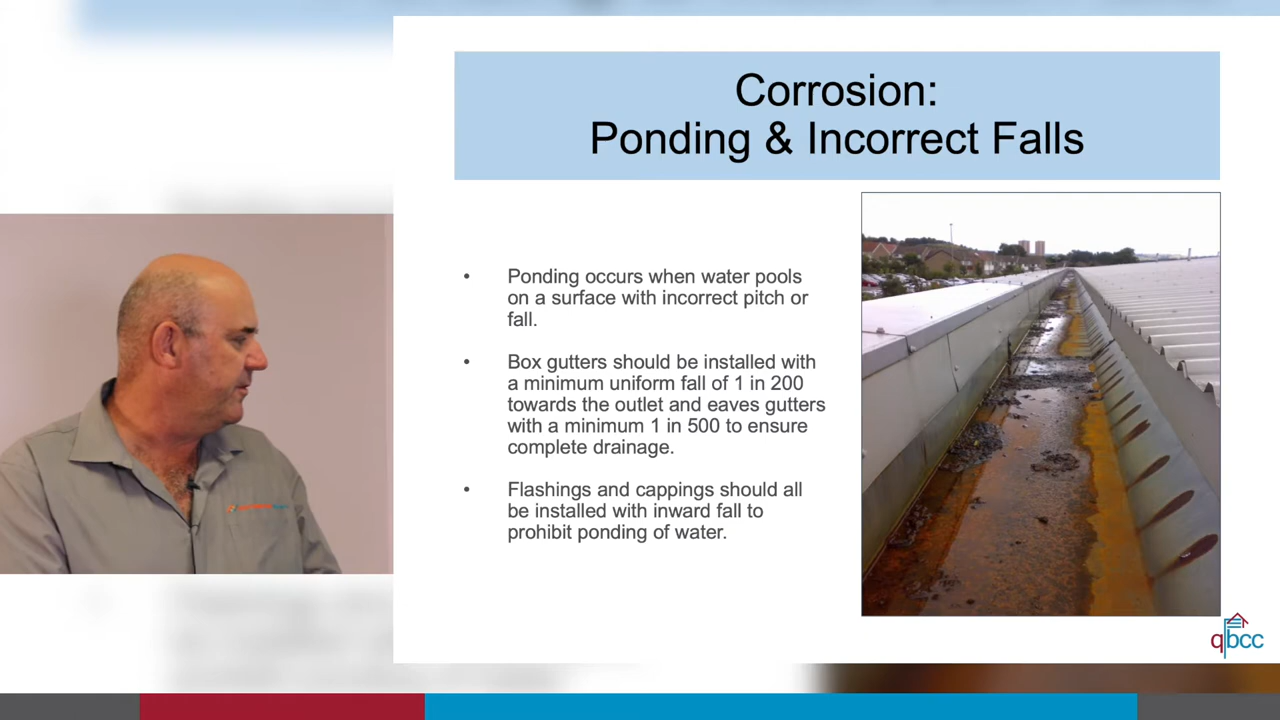 Corrosion:
Ponding & Incorrect Falls
• Ponding occurs when water pools
on a surface with incorrect pitch or
fall.
• Box gutters should be installed with
a minimum uniform fall of 1 in 200
towards the outlet and eaves gutters
with a minimum 1 in 500 to ensure
complete drainage.
• Flashings and cappings should all
be installed with inward fall to
prohibit ponding of water.
qbcc